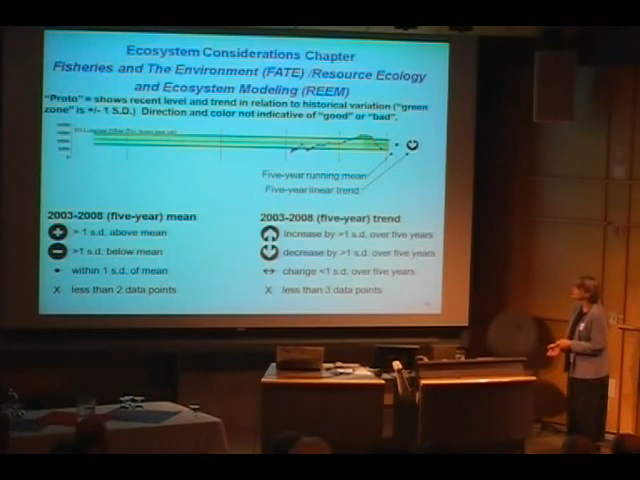 Ecosystem Considerations Chapter
Fisheries and The Environment (FATE) /Resource Ecology
and Ecosystem Modeling (REEM)
"Proto" = shows recent level and trend in relation to historical variation ("green
zone" is +/- 1 S.D.) Direction and color not indicative of "good" or "bad".
Five-year running mean
Five-year linear trend
2003-2008 (five-year) mean
+ > 1 s.d. above mean
− >1 s.d. below mean
• within 1 s.d. of mean
X less than 2 data points
2003-2008 (five-year) trend
increase by >1 s.d. over five years
decrease by >1 s.d. over five years
↔ change <1 s.d. over five years
X less than 3 data points